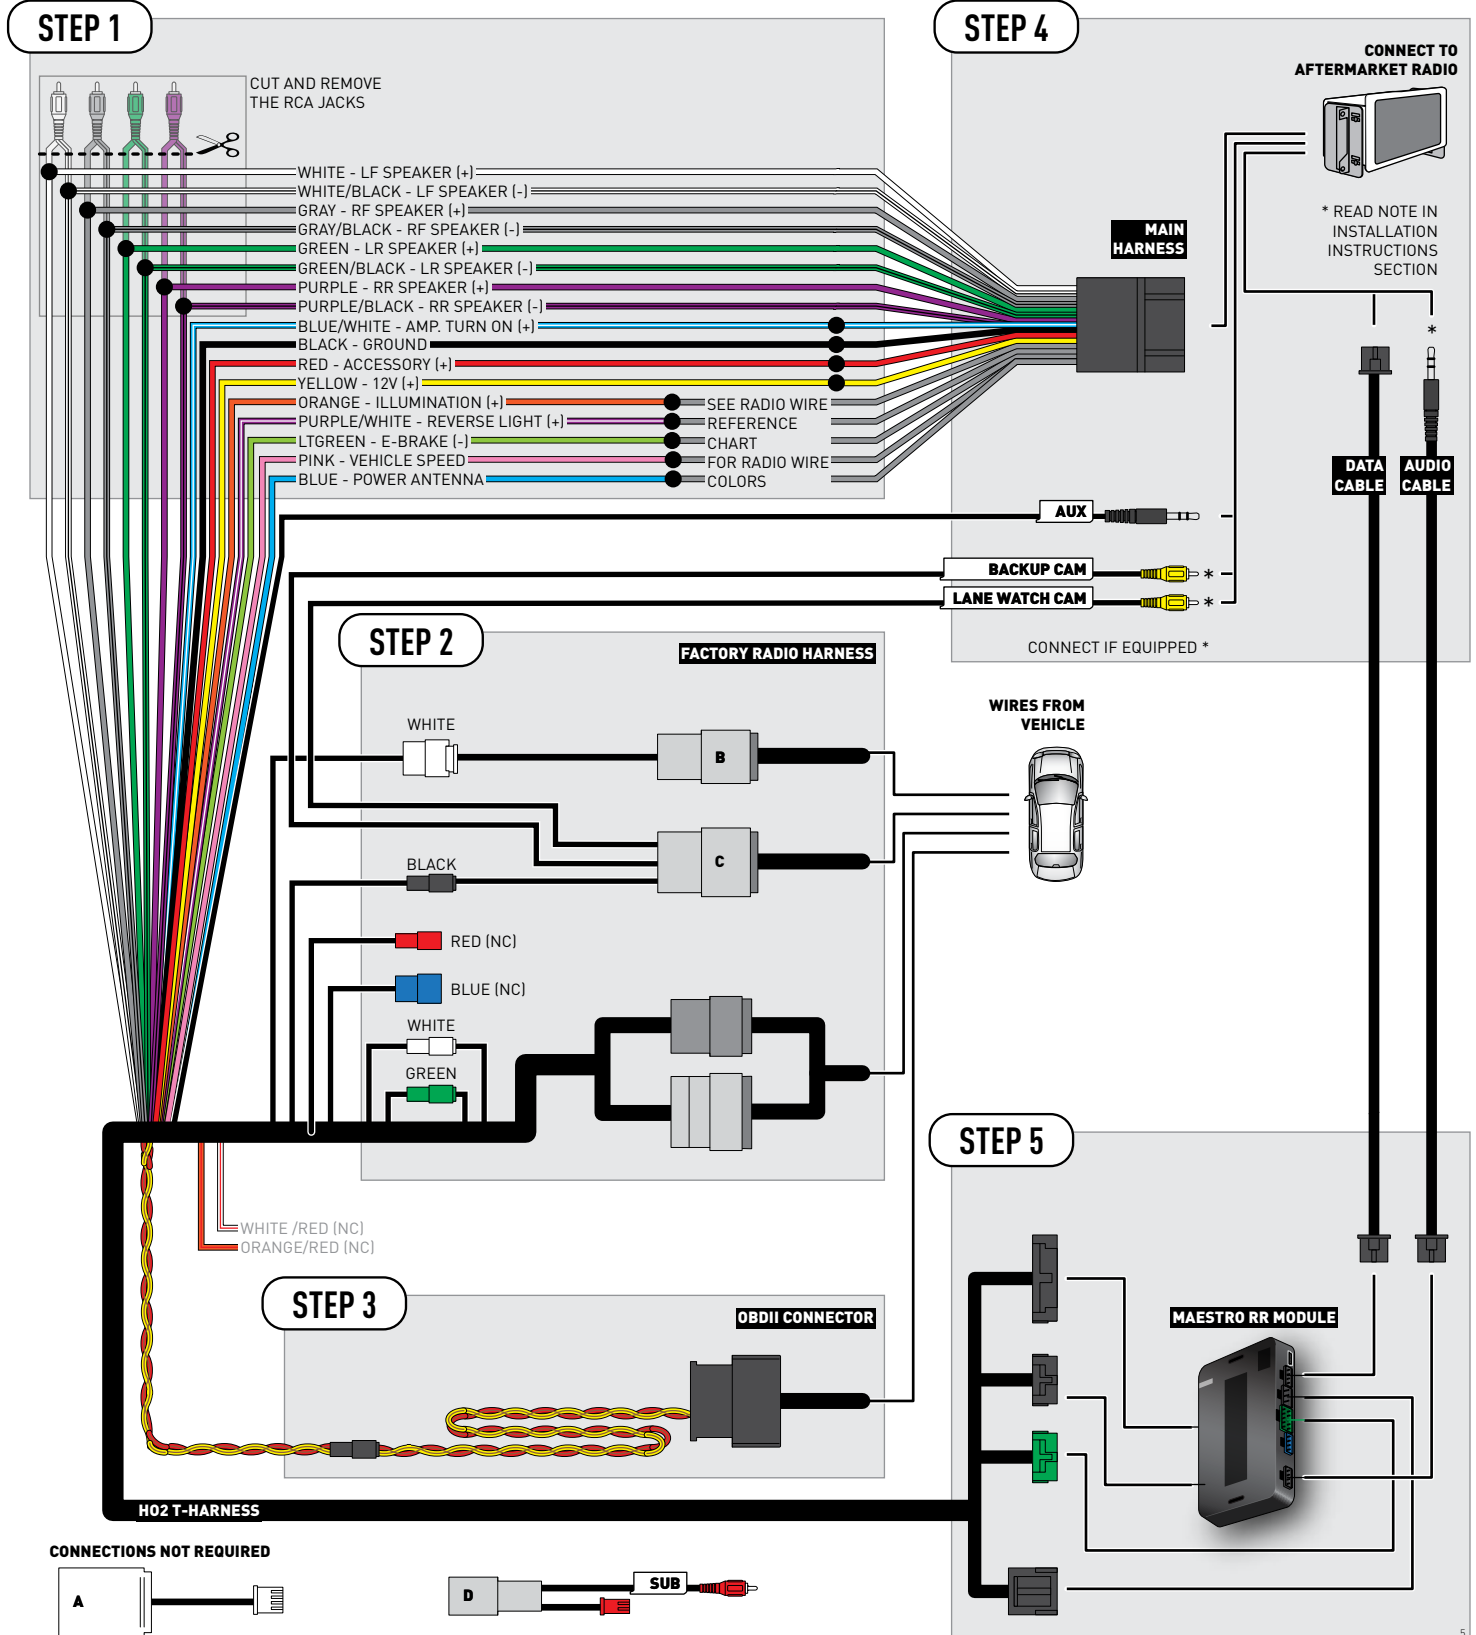 STEP 1
CUT AND REMOVE
THE RCA JACKS
WHITE - LF SPEAKER (+)
WHITE/BLACK - LF SPEAKER (-)
GRAY - RF SPEAKER (+)
GRAY/BLACK - RF SPEAKER (-)
GREEN - LR SPEAKER (+)
GREEN/BLACK - LR SPEAKER (-)
PURPLE - RR SPEAKER (+)
PURPLE/BLACK - RR SPEAKER (-)
BLUE/WHITE - AMP. TURN ON (+)
BLACK - GROUND
RED - ACCESSORY (+)
YELLOW - 12V (+)
ORANGE - ILLUMINATION (+)
PURPLE/WHITE - REVERSE LIGHT (+)
LTGREEN - E-BRAKE (-)
PINK - VEHICLE SPEED
BLUE - POWER ANTENNA
SEE RADIO WIRE
REFERENCE
CHART
FOR RADIO WIRE
COLORS
STEP 4
CONNECT TO
AFTERMARKET RADIO
* READ NOTE IN
INSTALLATION
INSTRUCTIONS
SECTION
MAIN
HARNESS
*
DATA
CABLE
AUDIO
CABLE
AUX
BACKUP CAM
*
LANE WATCH CAM
*
CONNECT IF EQUIPPED *
STEP 2
FACTORY RADIO HARNESS
WHITE
B
C
BLACK
RED (NC)
BLUE (NC)
WHITE
GREEN
WIRES FROM
VEHICLE
WHITE /RED (NC)
ORANGE/RED (NC)
STEP 3
OBDII CONNECTOR
STEP 5
MAESTRO RR MODULE
HO2 T-HARNESS
CONNECTIONS NOT REQUIRED
A
D
SUB
5